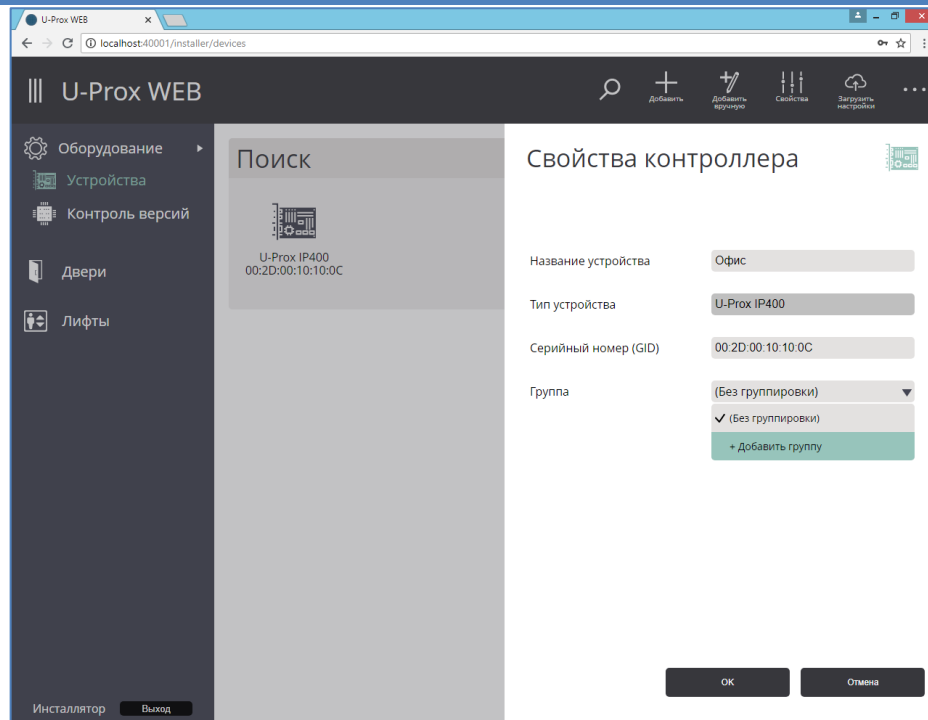 U-Prox WEB
localhost:40001/installer/devices
U-Prox WEB
Добавить
Добавить
вручную
Свойства
Загрузить
настройки
Оборудование
Устройства
Контроль версий
Двери
Лифты
Поиск
U-Prox IP400
00:2D:00:10:10:0C
Свойства контроллера
Название устройства
Офис
Тип устройства
U-Prox IP400
Серийный номер (GID)
00:2D:00:10:10:0C
Группа
(Без группировки)
(Без группировки)
+ Добавить группу
OK
Отмена
Инсталлятор
Выход